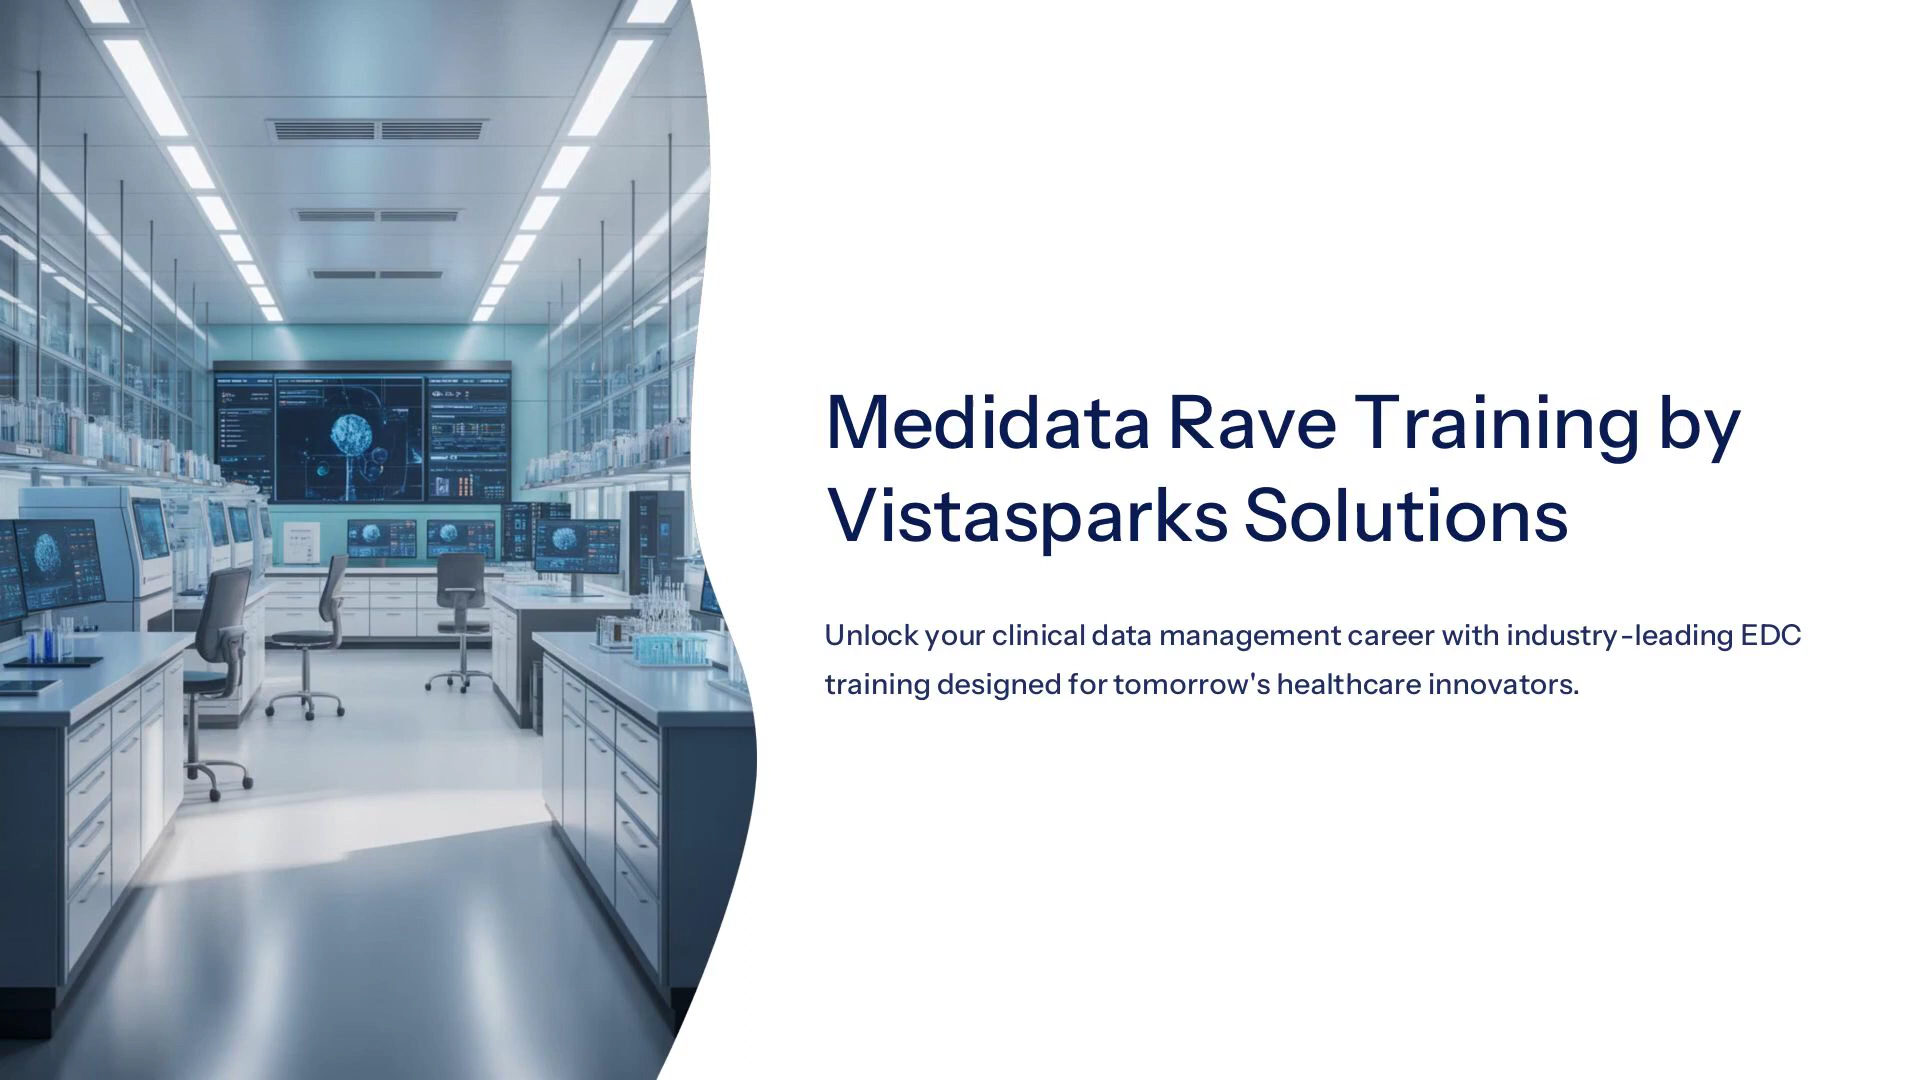 Medidata Rave Training by
Vistasparks Solutions
Unlock your clinical data management career with industry-leading EDC
training designed for tomorrow's healthcare innovators.